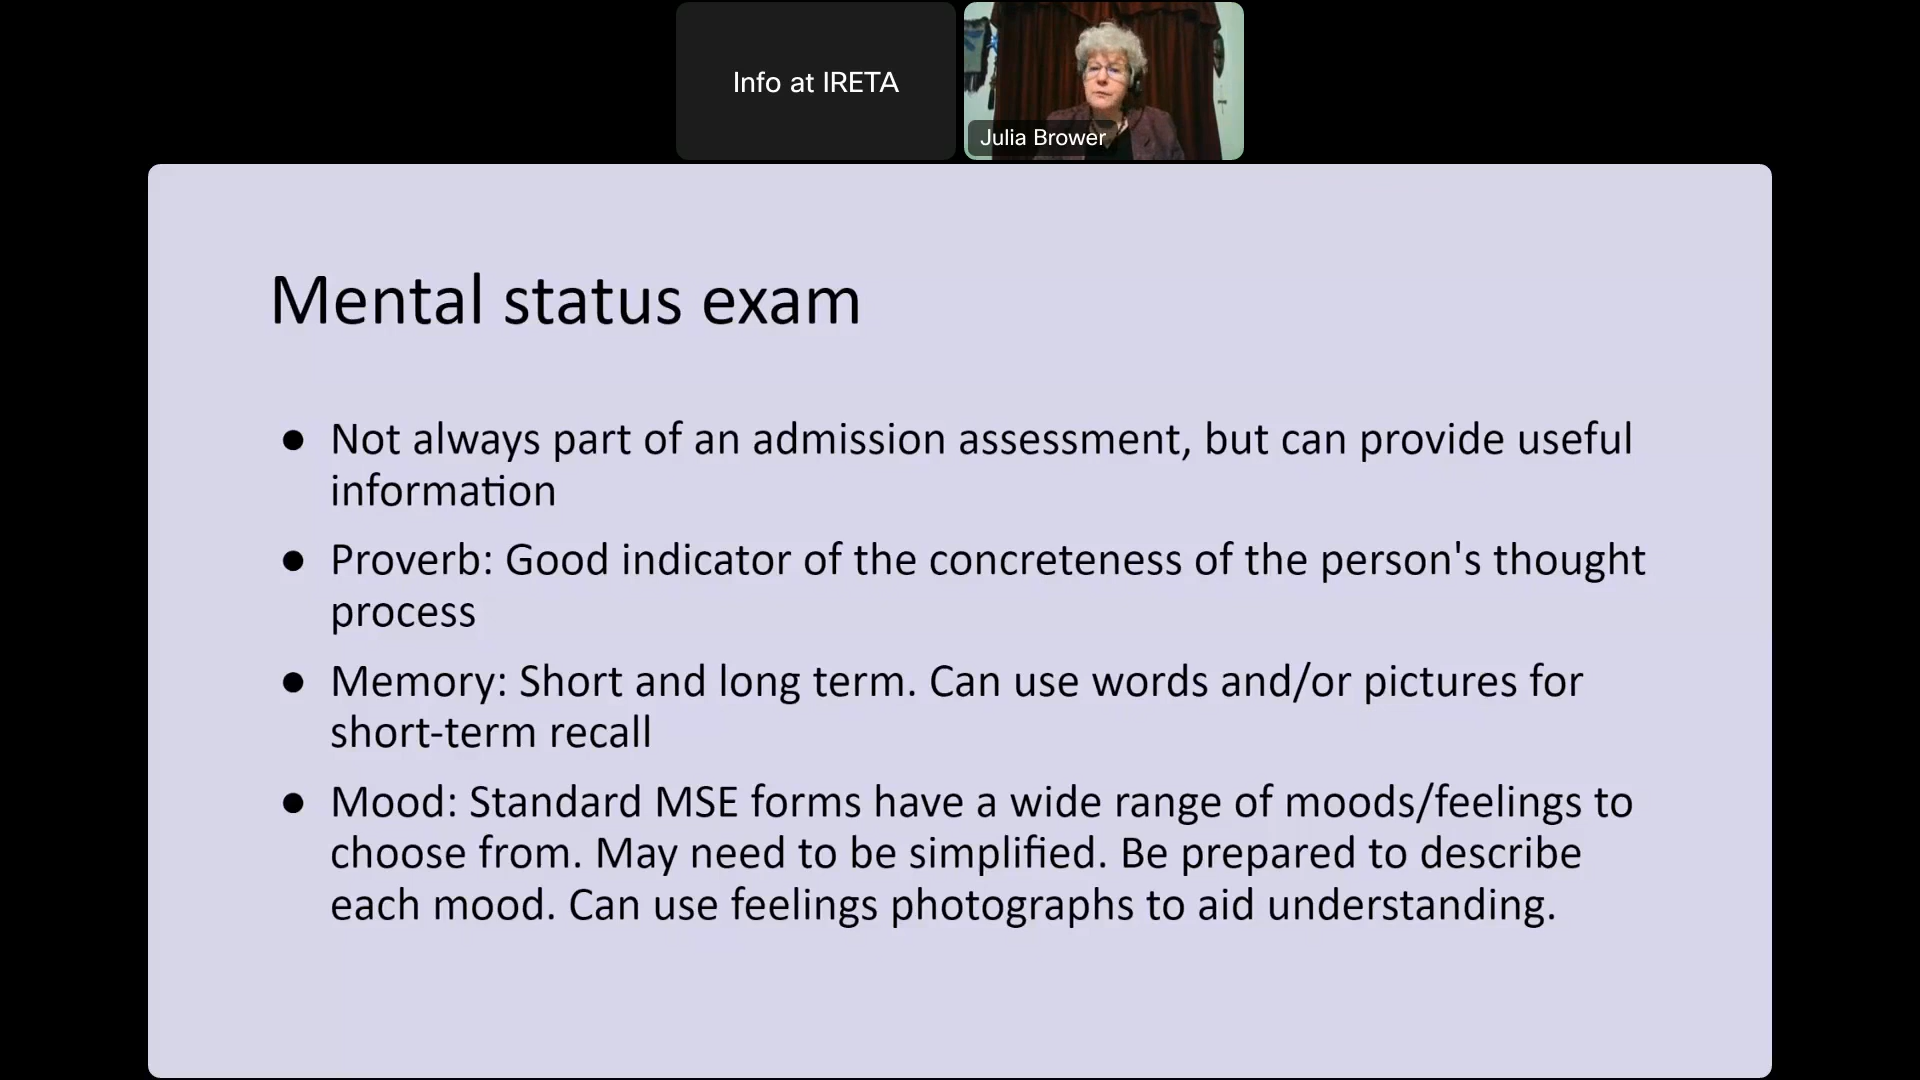 Info at IRETA
Julia Brower
Mental status exam
● Not always part of an admission assessment, but can provide useful
information
● Proverb: Good indicator of the concreteness of the person's thought
process
● Memory: Short and long term. Can use words and/or pictures for
short-term recall
● Mood: Standard MSE forms have a wide range of moods/feelings to
choose from. May need to be simplified. Be prepared to describe
each mood. Can use feelings photographs to aid understanding.